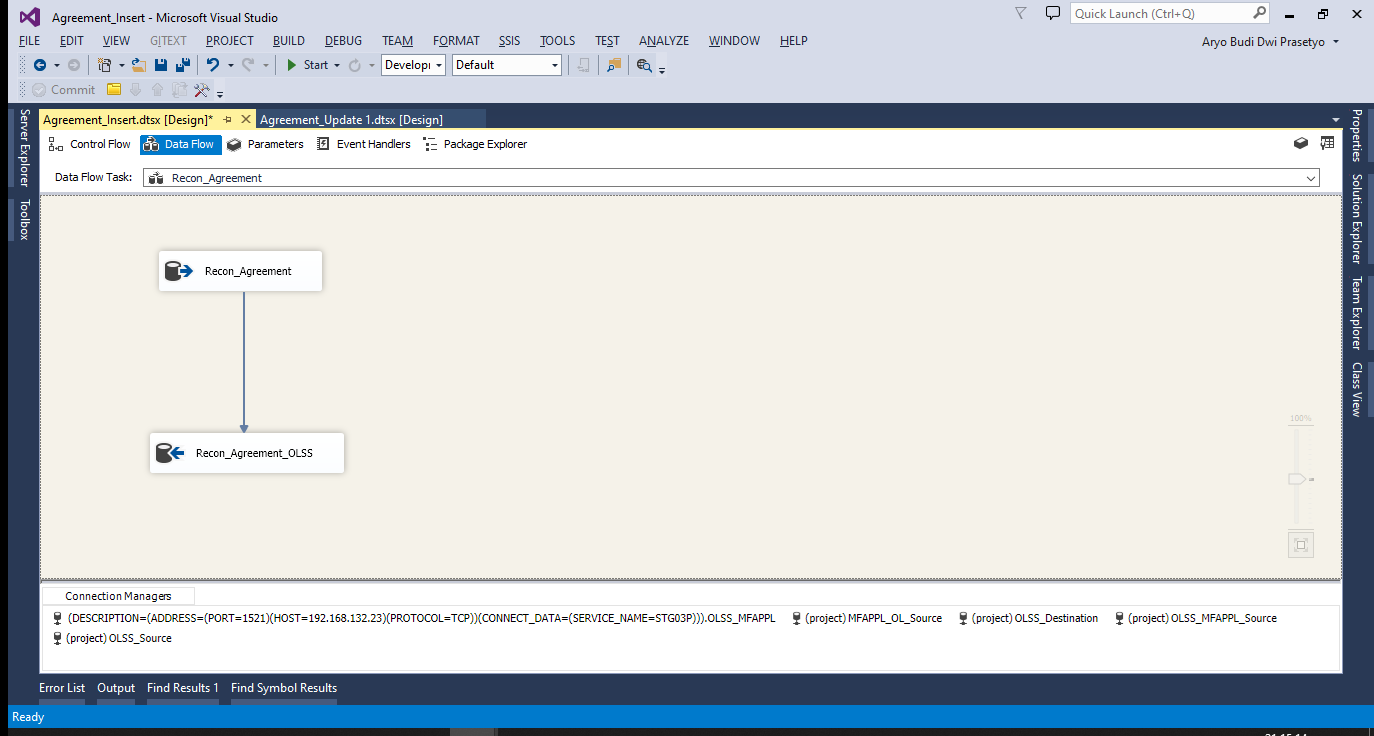 Agreement_Insert - Microsoft Visual Studio
Quick Launch (Ctrl+Q)
FILE EDIT VIEW GITEXT PROJECT BUILD DEBUG TEAM FORMAT SSIS TOOLS TEST ANALYZE WINDOW HELP
Aryo Budi Dwi Prasetyo
Start Develop Default
Commit
Server Explorer
Toolbox
Agreement_Insert.dtsx [Design]* Agreement_Update 1.dtsx [Design]
Control Flow Data Flow Parameters Event Handlers Package Explorer
Data Flow Task: Recon_Agreement
Recon_Agreement
Recon_Agreement_OLSS
100%
Properties
Solution Explorer
Team Explorer
Class View
Connection Managers
(DESCRIPTION=(ADDRESS=(PORT=1521)(HOST=192.168.132.23)(PROTOCOL=TCP))(CONNECT_DATA=(SERVICE_NAME=STG03P))).OLSS_MFAPPL (project) MFAPPL_OL_Source (project) OLSS_Destination (project) OLSS_MFAPPL_Source
(project) OLSS_Source
Error List Output Find Results 1 Find Symbol Results
Ready